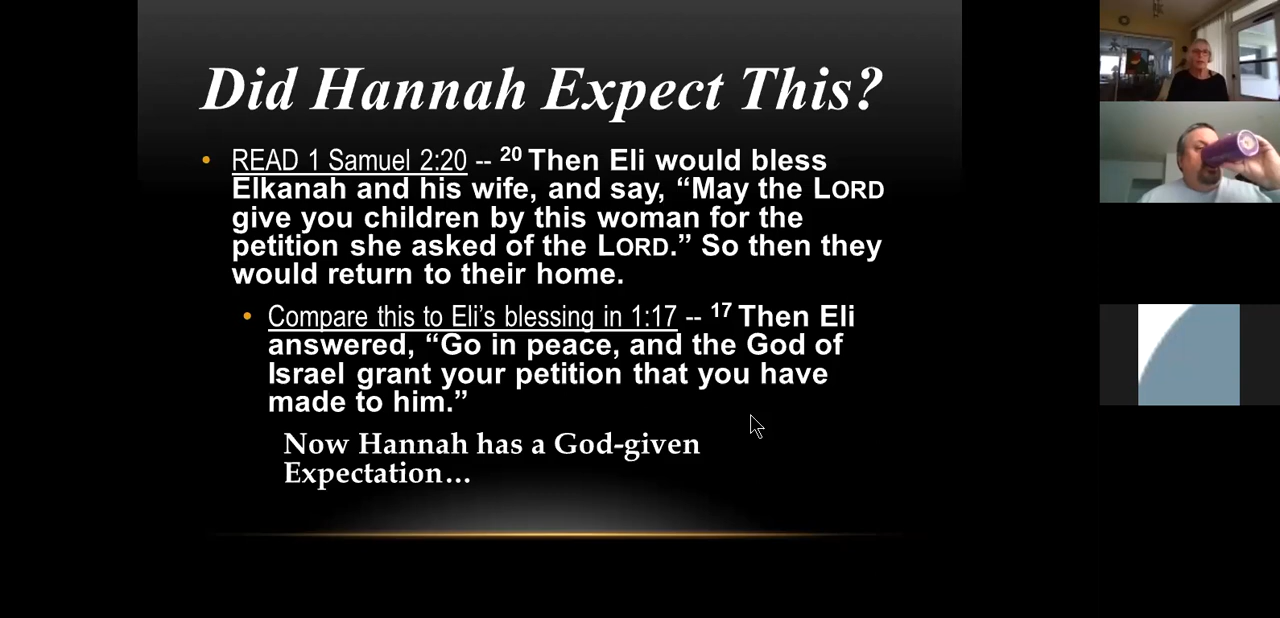 Did Hannah Expect This?
• READ 1 Samuel 2:20 -- 20 Then Eli would bless
Elkanah and his wife, and say, “May the LORD
give you children by this woman for the
petition she asked of the LORD.” So then they
would return to their home.
• Compare this to Eli’s blessing in 1:17 -- 17 Then Eli
answered, “Go in peace, and the God of
Israel grant your petition that you have
made to him.”
Now Hannah has a God-given
Expectation…